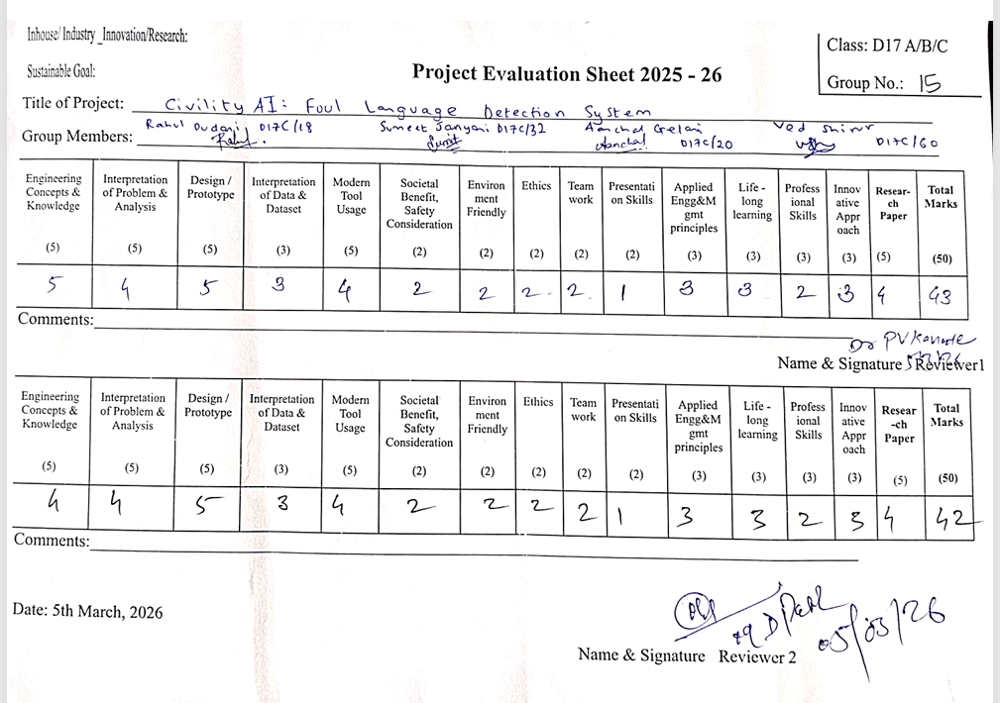 Inhouse/ Industry_Innovation/Research:
Class: D17 A/B/C
Sustainable Goal:
Project Evaluation Sheet 2025 - 26
Group No.: 15
Title of Project: Civility AI: Foul Language Detection System
Group Members: Rahul Dudani D17C/18 Sumeet Sanyani D17C/32 Aanchal Gelani D17C/20 Ved Shirur D17C/60
Rahul. Sumit Aanchal
Engineering Concepts & Knowledge (5) Interpretation of Problem & Analysis (5) Design / Prototype (5) Interpretation of Data & Dataset (3) Modern Tool Usage (5) Societal Benefit, Safety Consideration (2) Environ ment Friendly (2) Ethics (2) Team work (2) Presentati on Skills (2) Applied Engg&M gmt principles (3) Life - long learning (3) Profess ional Skills (3) Innov ative Appr oach (3) Resear- ch Paper (5) Total Marks (50)
5 4 5 3 4 2 2 2 2 1 3 3 2 3 4 43
Comments:
Dr PV Kanade
Name & Signature Reviewer1
Engineering Concepts & Knowledge (5) Interpretation of Problem & Analysis (5) Design / Prototype (5) Interpretation of Data & Dataset (3) Modern Tool Usage (5) Societal Benefit, Safety Consideration (2) Environ ment Friendly (2) Ethics (2) Team work (2) Presentati on Skills (2) Applied Engg&M gmt principles (3) Life - long learning (3) Profess ional Skills (3) Innov ative Appr oach (3) Resear -ch Paper (5) Total Marks (50)
4 4 5 3 4 2 2 2 2 1 3 3 2 3 4 42
Comments:
Date: 5th March, 2026
05/03/26
Name & Signature Reviewer 2